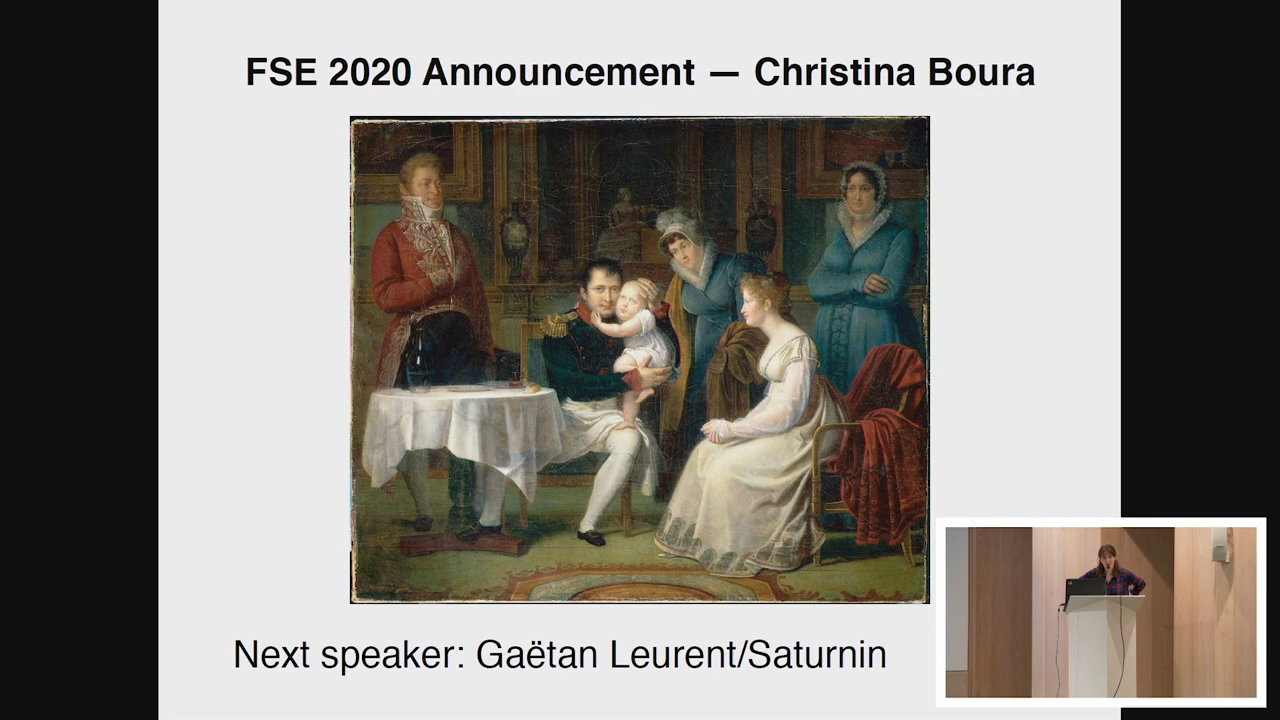 FSE 2020 Announcement — Christina Boura
Next speaker: Gaëtan Leurent/Saturnin